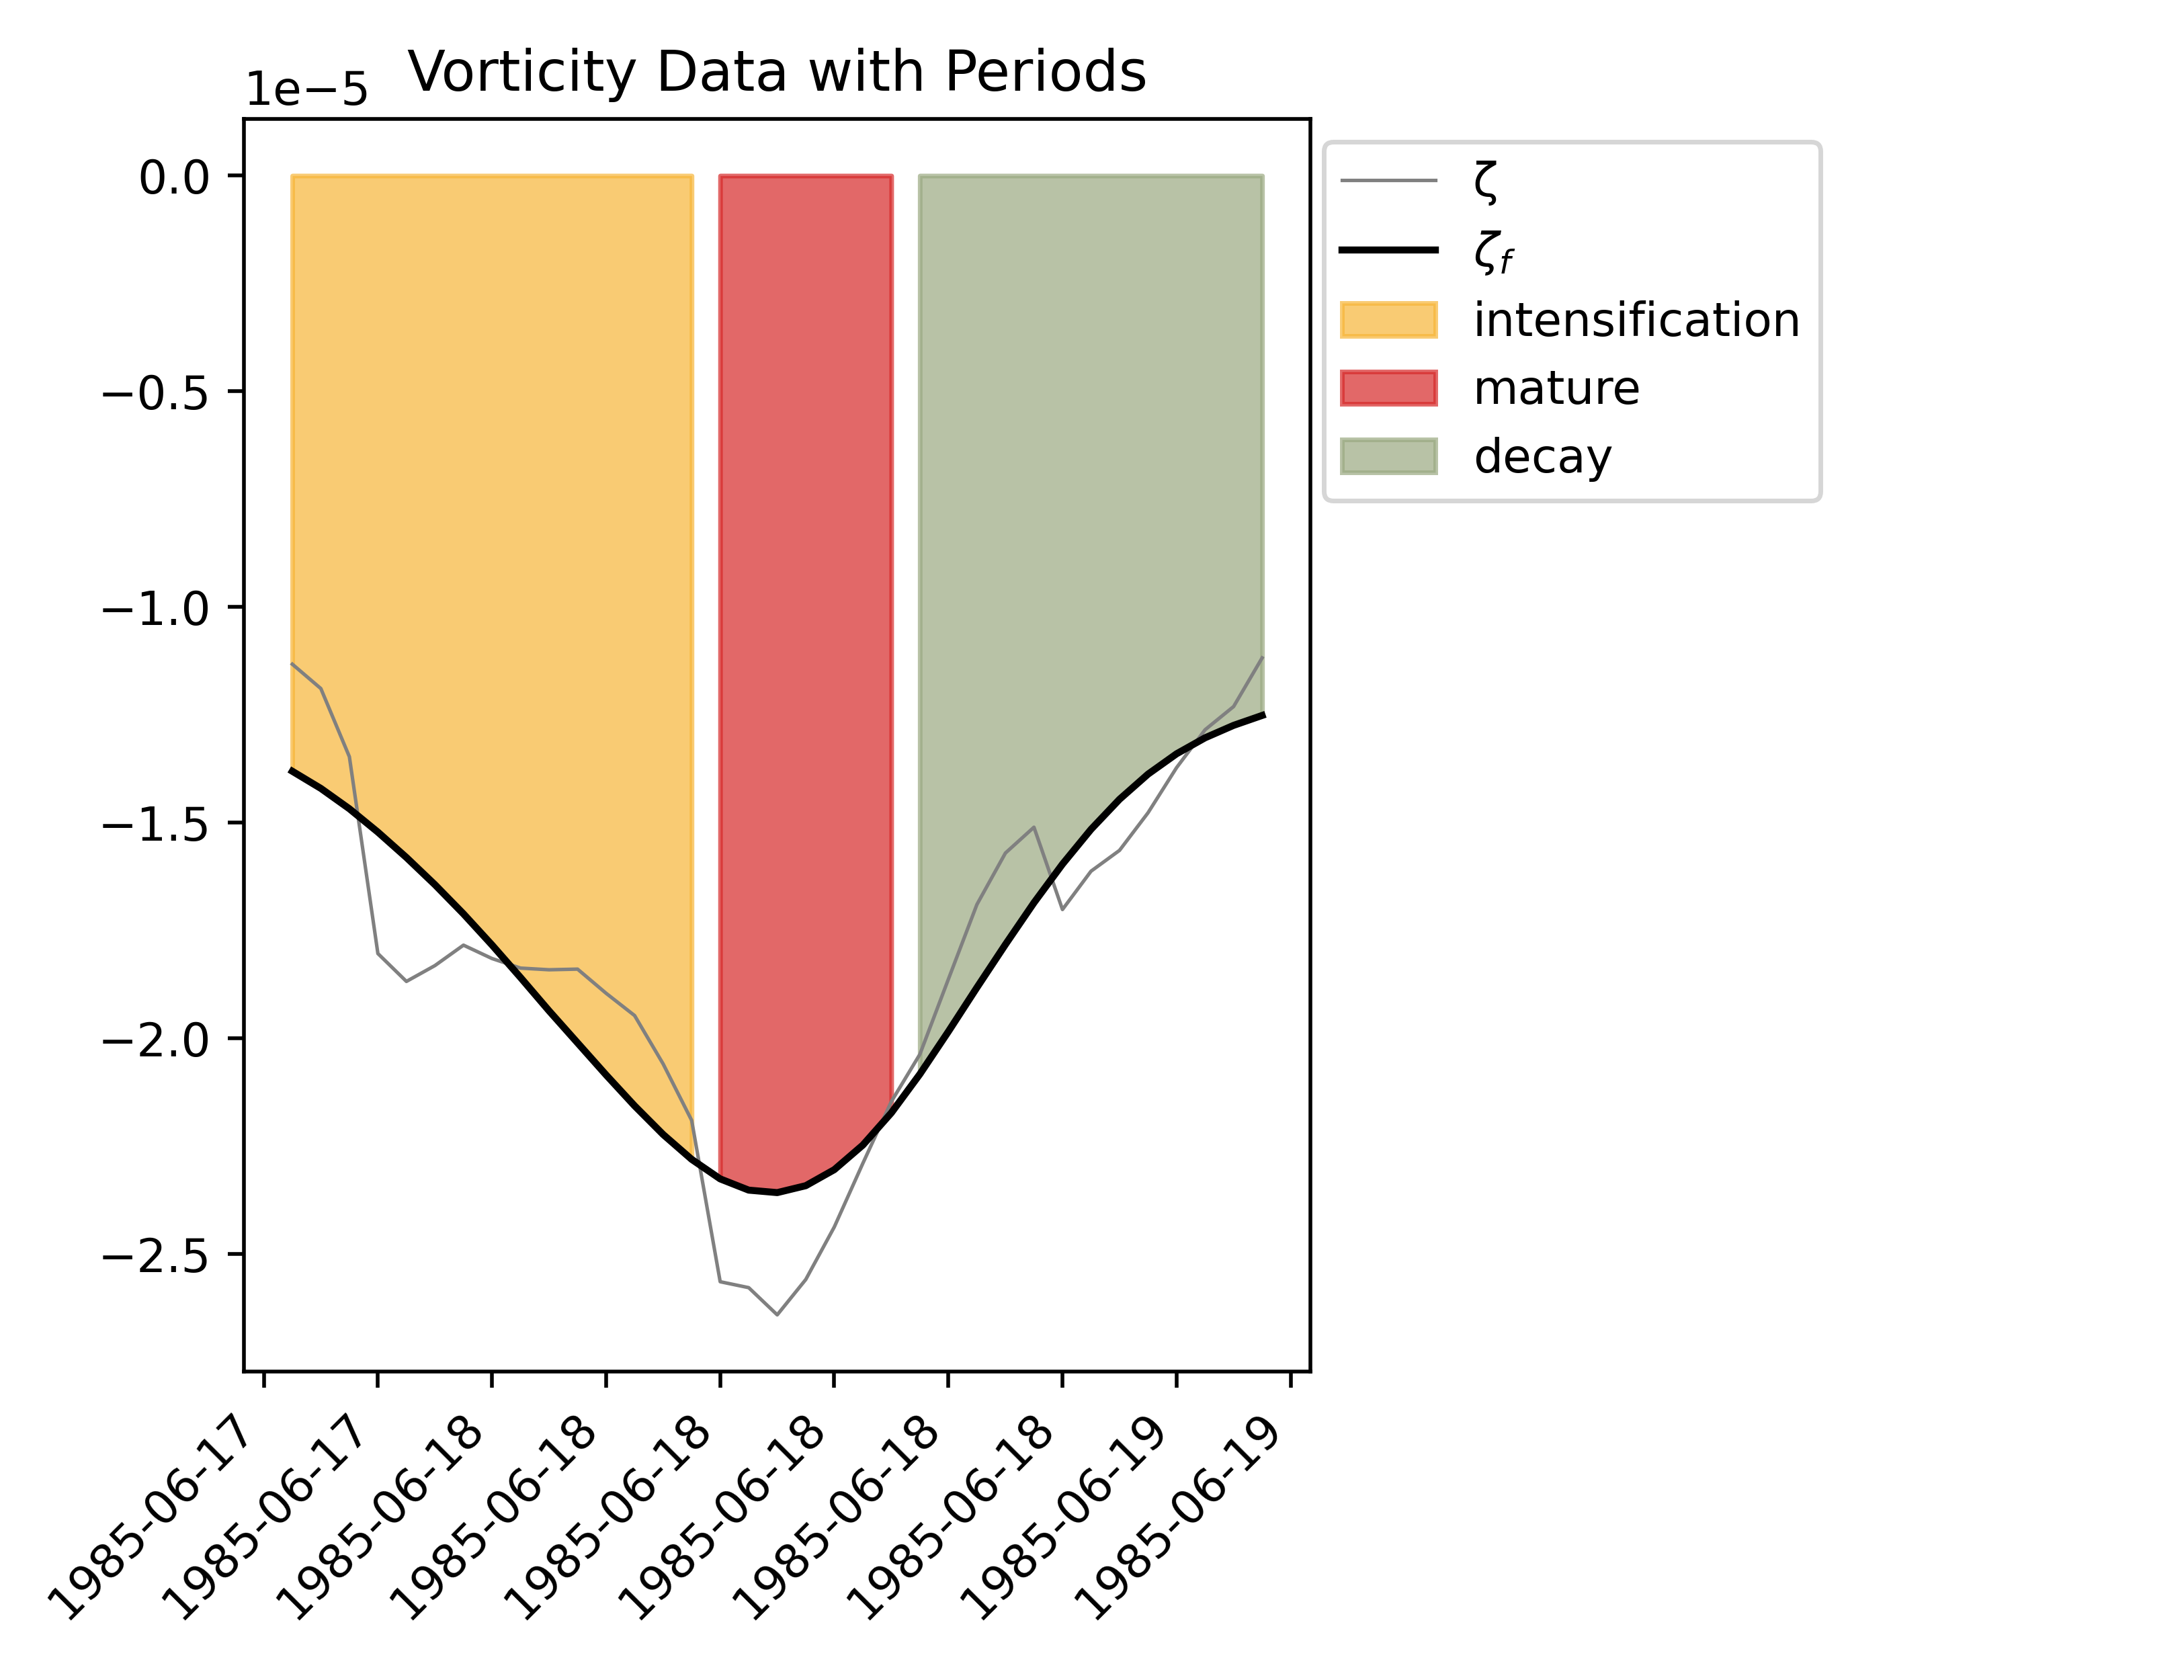 Vorticity Data with Periods
1e−5
0.0
−0.5
−1.0
−1.5
−2.0
−2.5
1985-06-17
1985-06-17
1985-06-18
1985-06-18
1985-06-18
1985-06-18
1985-06-18
1985-06-18
1985-06-19
1985-06-19
ζ
ζf
intensification
mature
decay